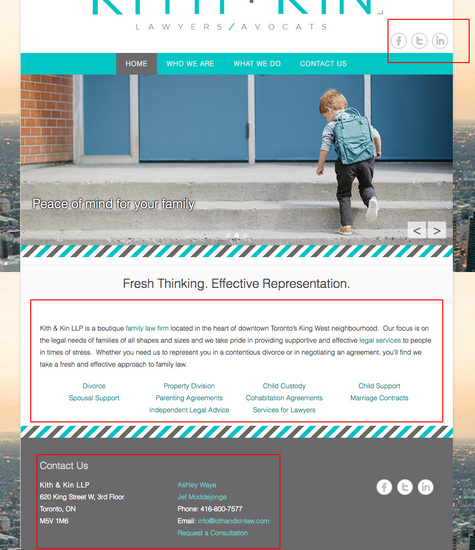 KITH + KIN
LAWYERS/AVOCATS
HOME WHO WE ARE WHAT WE DO CONTACT US
Peace of mind for your family
< >
Fresh Thinking. Effective Representation.
Kith & Kin LLP is a boutique family law firm located in the heart of downtown Toronto's King West neighbourhood. Our focus is on
the legal needs of families of all shapes and sizes and we take pride in providing supportive and effective legal services to people
in times of stress. Whether you need us to represent you in a contentious divorce or in negotiating an agreement, you'll find we
take a fresh and effective approach to family law.
Divorce Property Division Child Custody Child Support
Spousal Support Parenting Agreements Cohabitation Agreements Marriage Contracts
Independent Legal Advice Services for Lawyers
Contact Us
Kith & Kin LLP Ashley Waye
620 King Street W, 3rd Floor Jef Moddejonge
Toronto, ON Phone: 416-800-7577
M5V 1M6 Email: info@kithandkinlaw.com
Request a Consultation